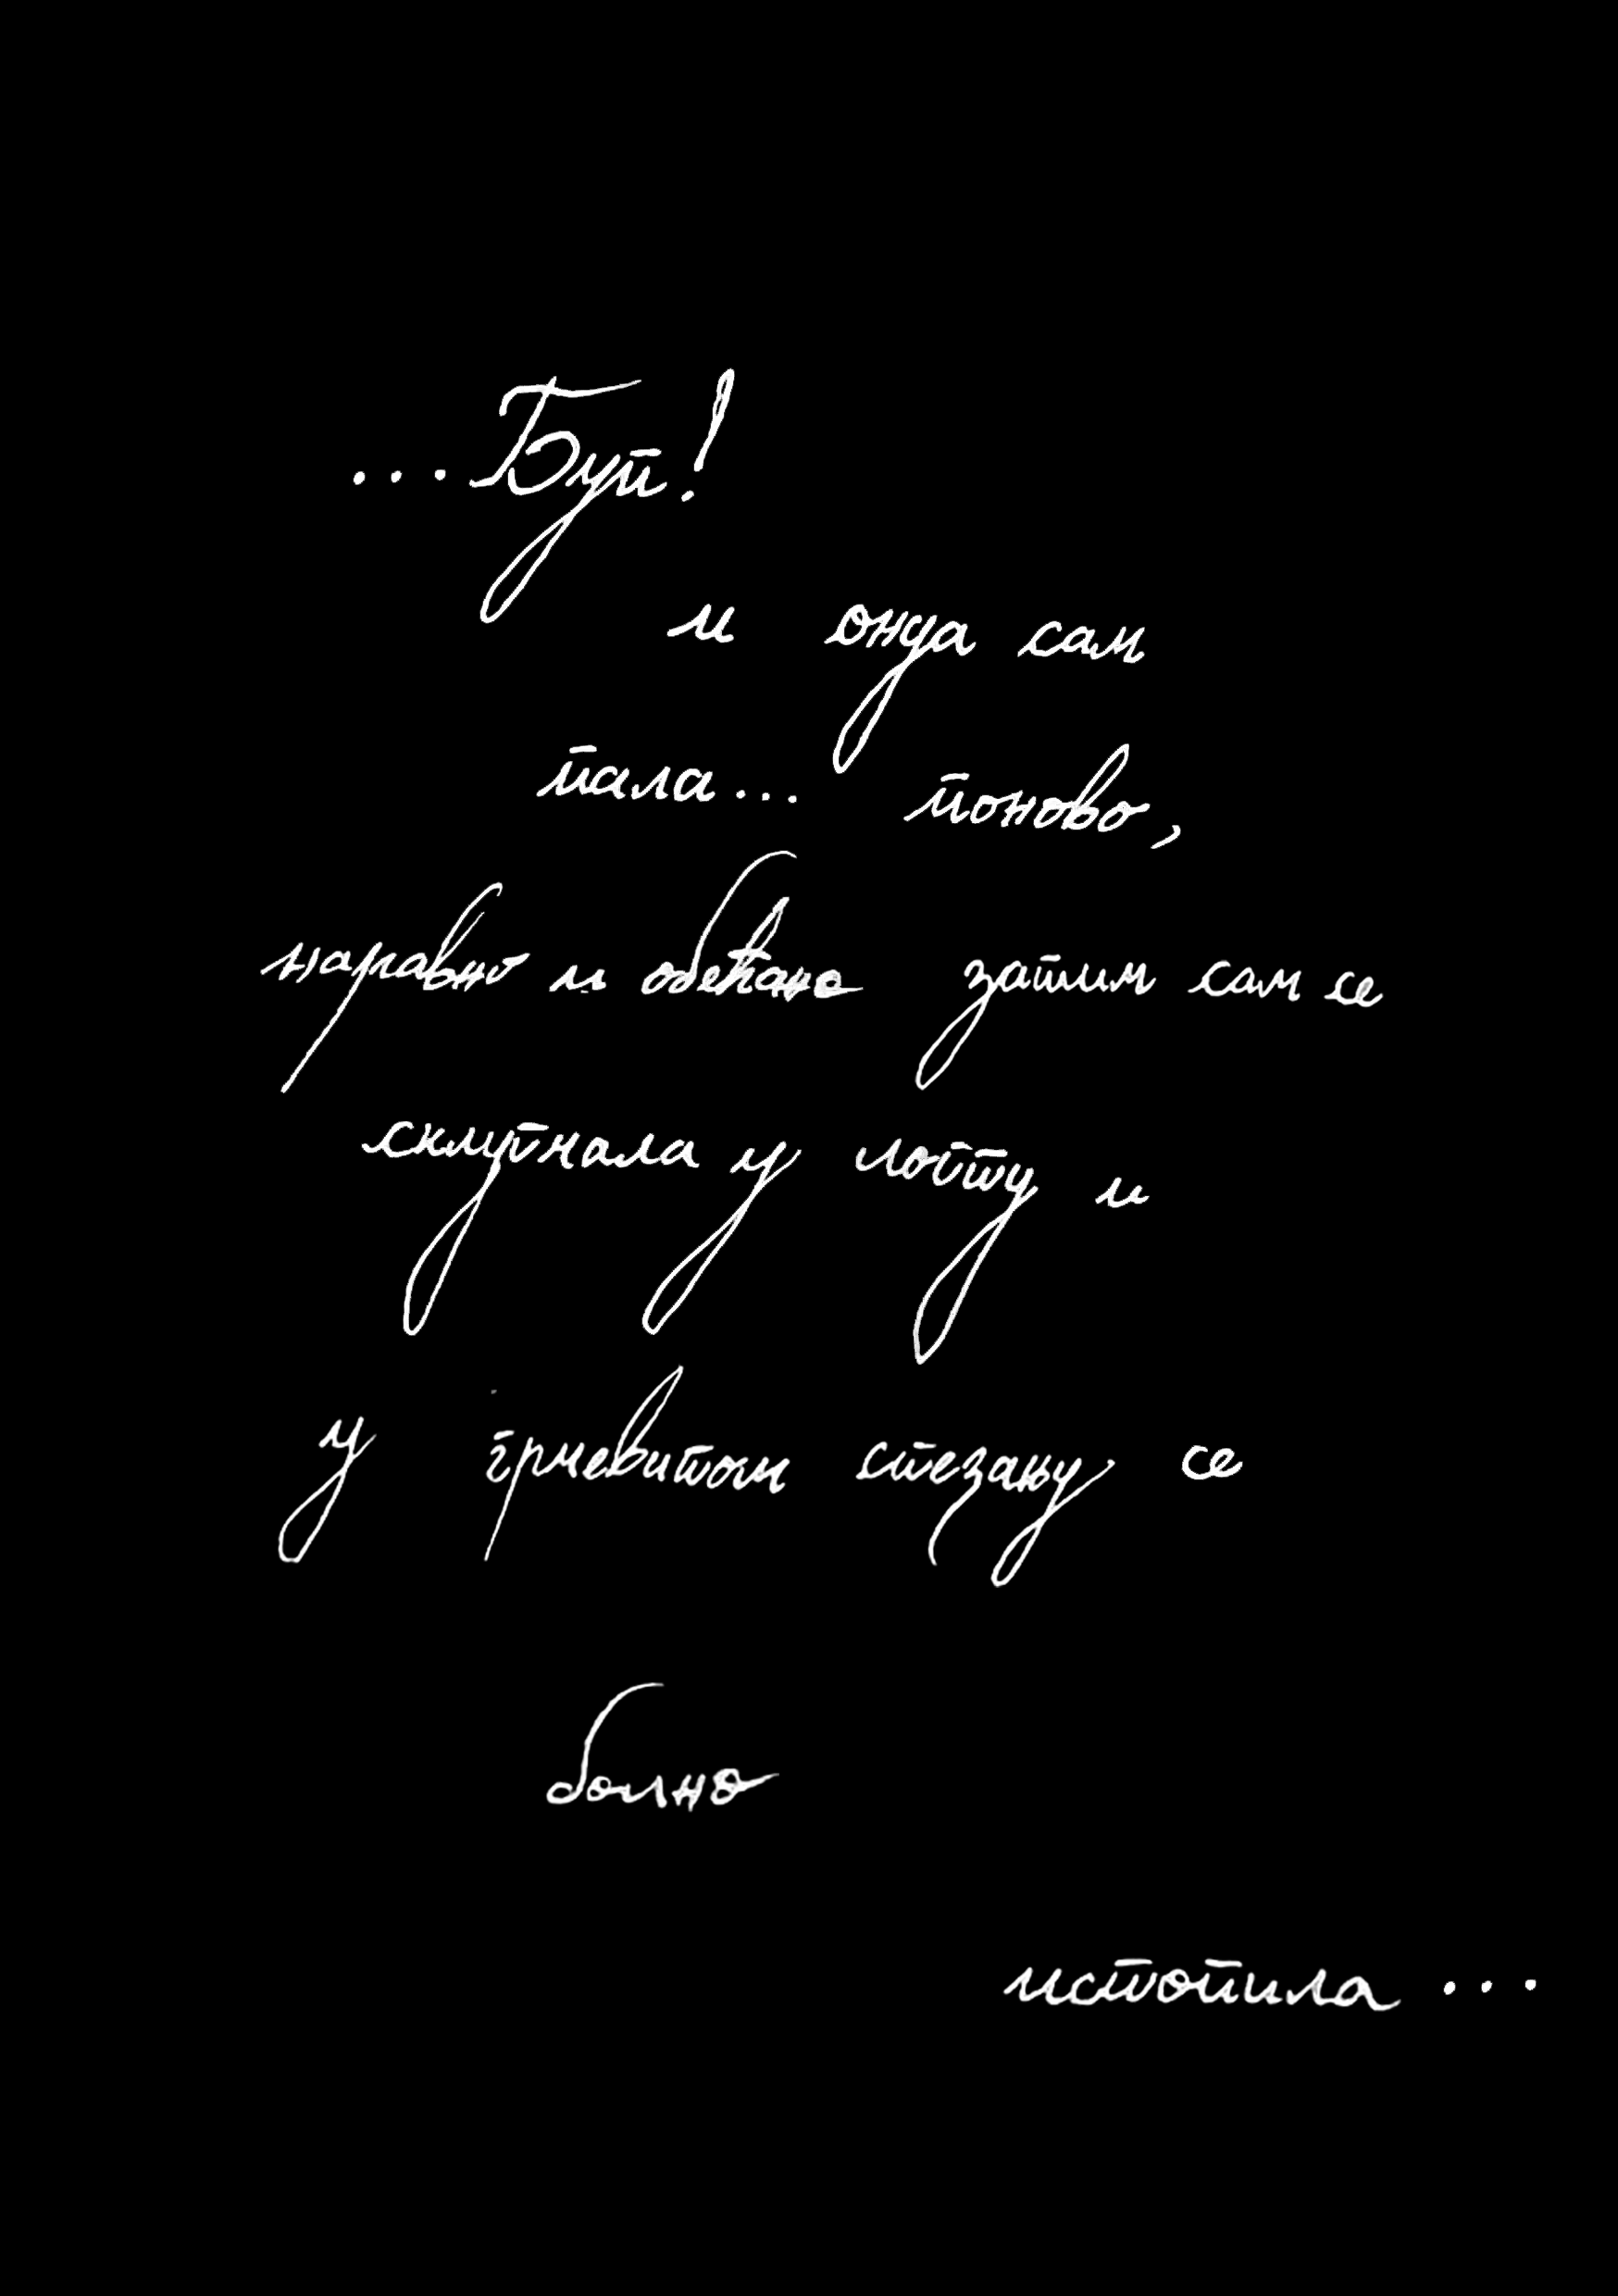 ...Буп!
и онда сам
пала... поново,
наравно и обећано затим сам се
склупчала у лопту и
у грчевитом стезању се
болно
истопила...